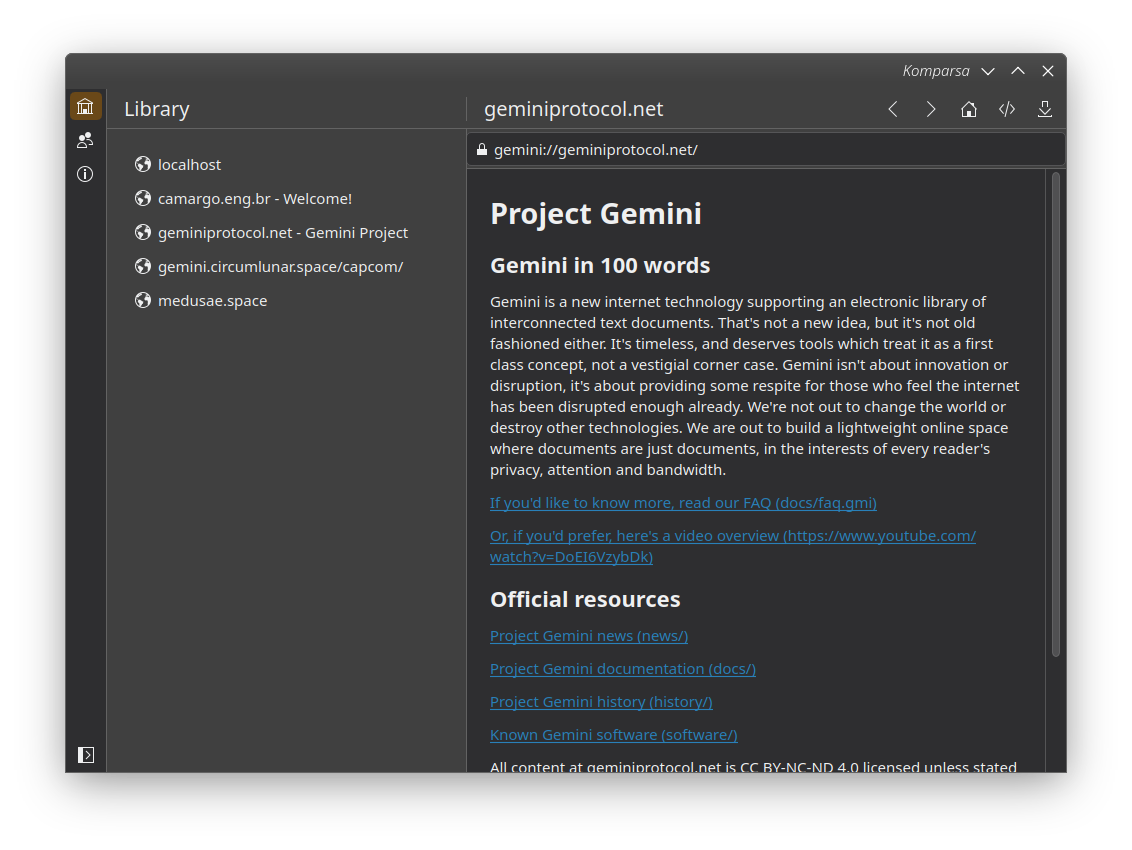 Komparsa
Library
geminiprotocol.net
gemini://geminiprotocol.net/
localhost
camargo.eng.br - Welcome!
geminiprotocol.net - Gemini Project
gemini.circumlunar.space/capcom/
medusae.space
Project Gemini
Gemini in 100 words
Gemini is a new internet technology supporting an electronic library of
interconnected text documents. That's not a new idea, but it's not old
fashioned either. It's timeless, and deserves tools which treat it as a first
class concept, not a vestigial corner case. Gemini isn't about innovation or
disruption, it's about providing some respite for those who feel the internet
has been disrupted enough already. We're not out to change the world or
destroy other technologies. We are out to build a lightweight online space
where documents are just documents, in the interests of every reader's
privacy, attention and bandwidth.
If you'd like to know more, read our FAQ (docs/faq.gmi)
Or, if you'd prefer, here's a video overview (https://www.youtube.com/
watch?v=DoEI6VzybDk)
Official resources
Project Gemini news (news/)
Project Gemini documentation (docs/)
Project Gemini history (history/)
Known Gemini software (software/)
All content at geminiprotocol.net is CC BY-NC-ND 4.0 licensed unless stated